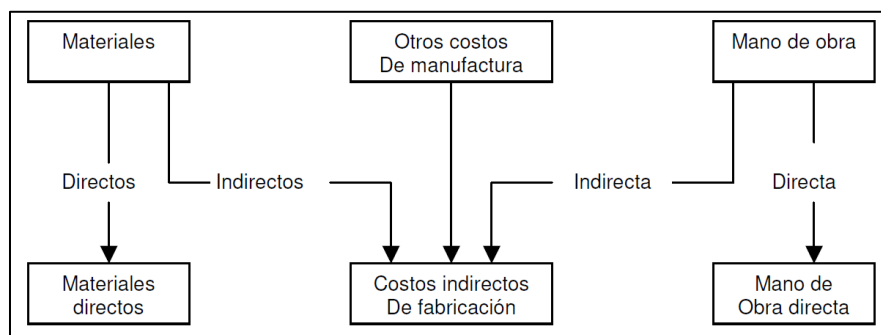 Materiales
Otros costos
De manufactura
Mano de obra
Directos
Indirectos
Indirecta
Directa
Materiales
directos
Costos indirectos
De fabricación
Mano de
Obra directa